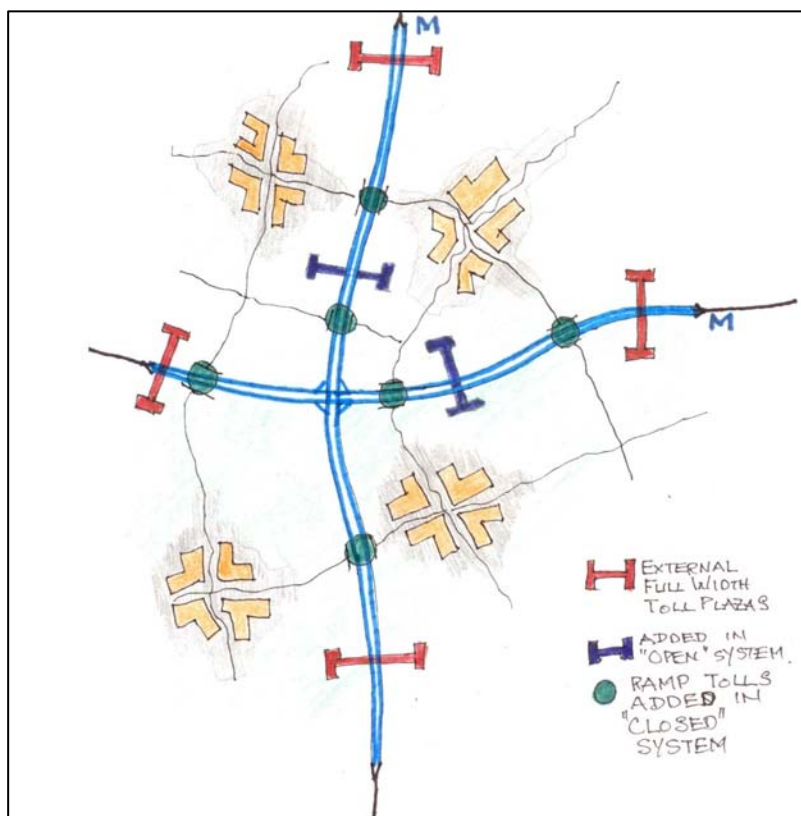 M
M
EXTERNAL
FULL WIDTH
TOLL PLAZAS
ADDED IN
"OPEN" SYSTEM.
RAMP TOLLS
ADDED IN
"CLOSED"
SYSTEM